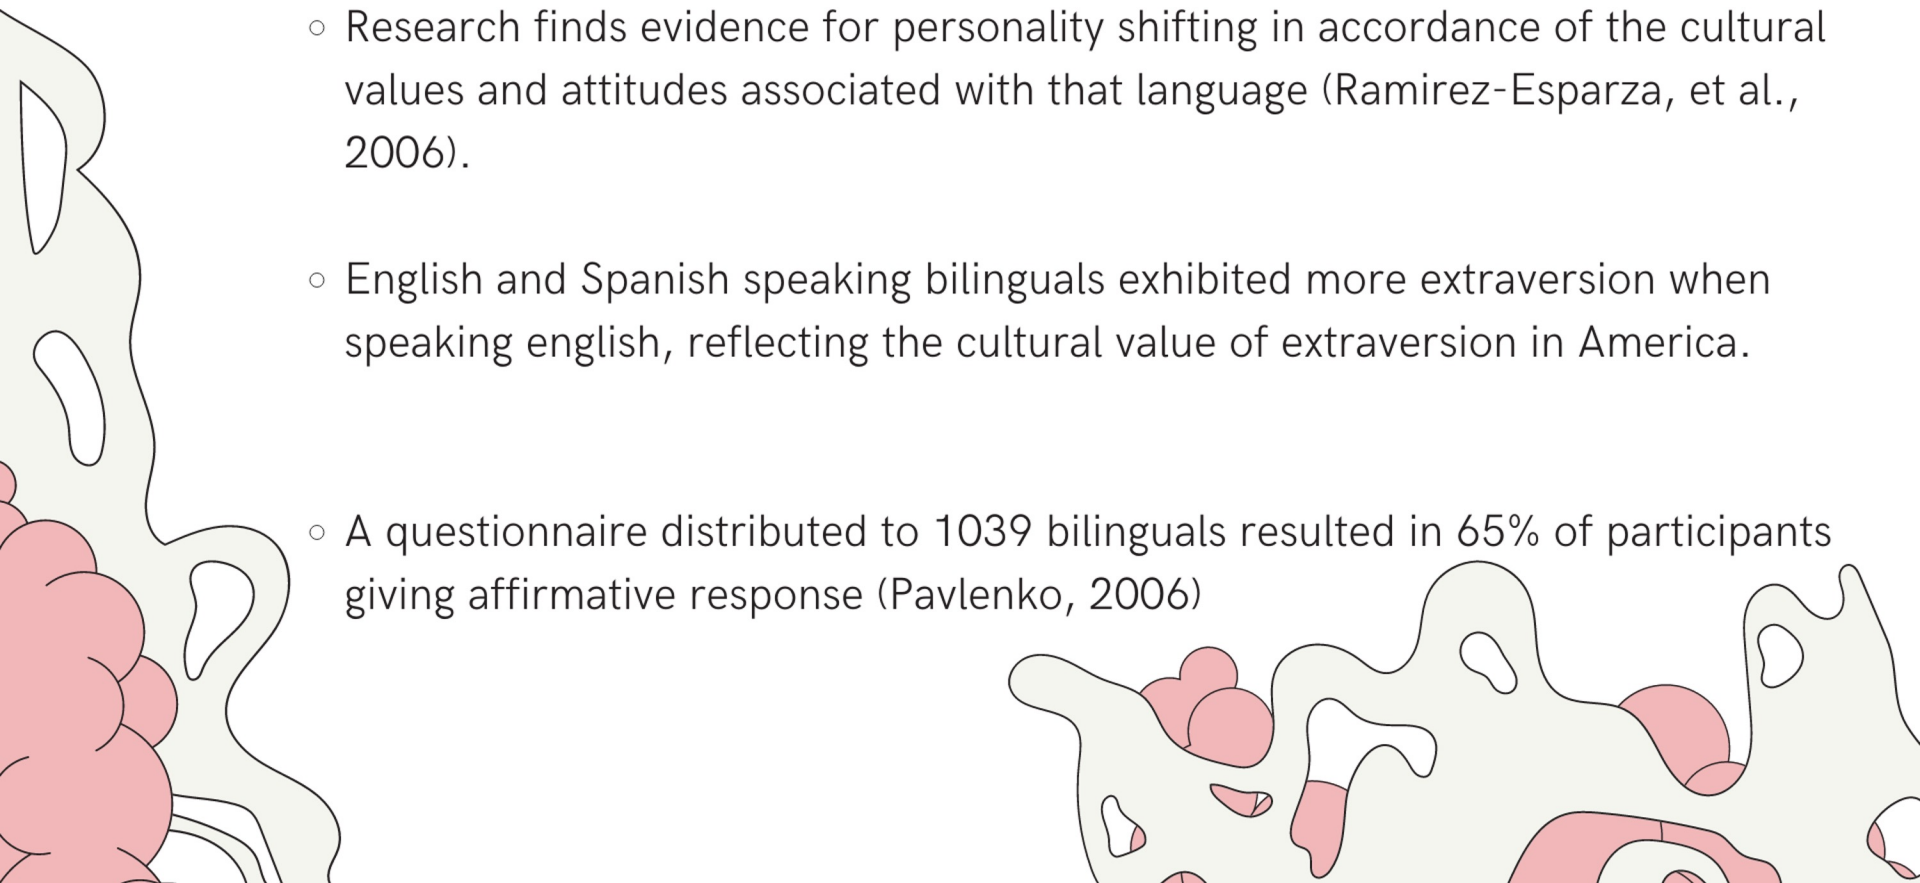 Research finds evidence for personality shifting in accordance of the cultural
values and attitudes associated with that language (Ramirez-Esparza, et al.,
2006).
English and Spanish speaking bilinguals exhibited more extraversion when
speaking english, reflecting the cultural value of extraversion in America.
A questionnaire distributed to 1039 bilinguals resulted in 65% of participants
giving affirmative response (Pavlenko, 2006)